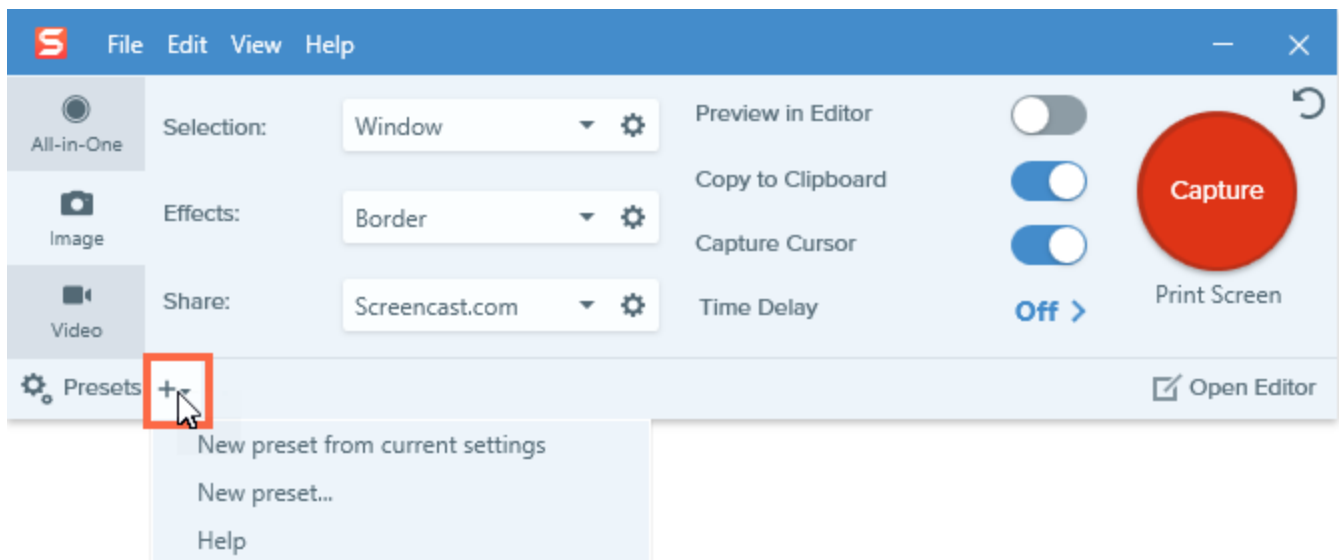 S File Edit View Help
All-in-One
Image
Video
Selection: Window
Effects: Border
Share: Screencast.com
Preview in Editor
Copy to Clipboard
Capture Cursor
Time Delay Off >
Capture
Print Screen
Presets +
Open Editor
New preset from current settings
New preset...
Help